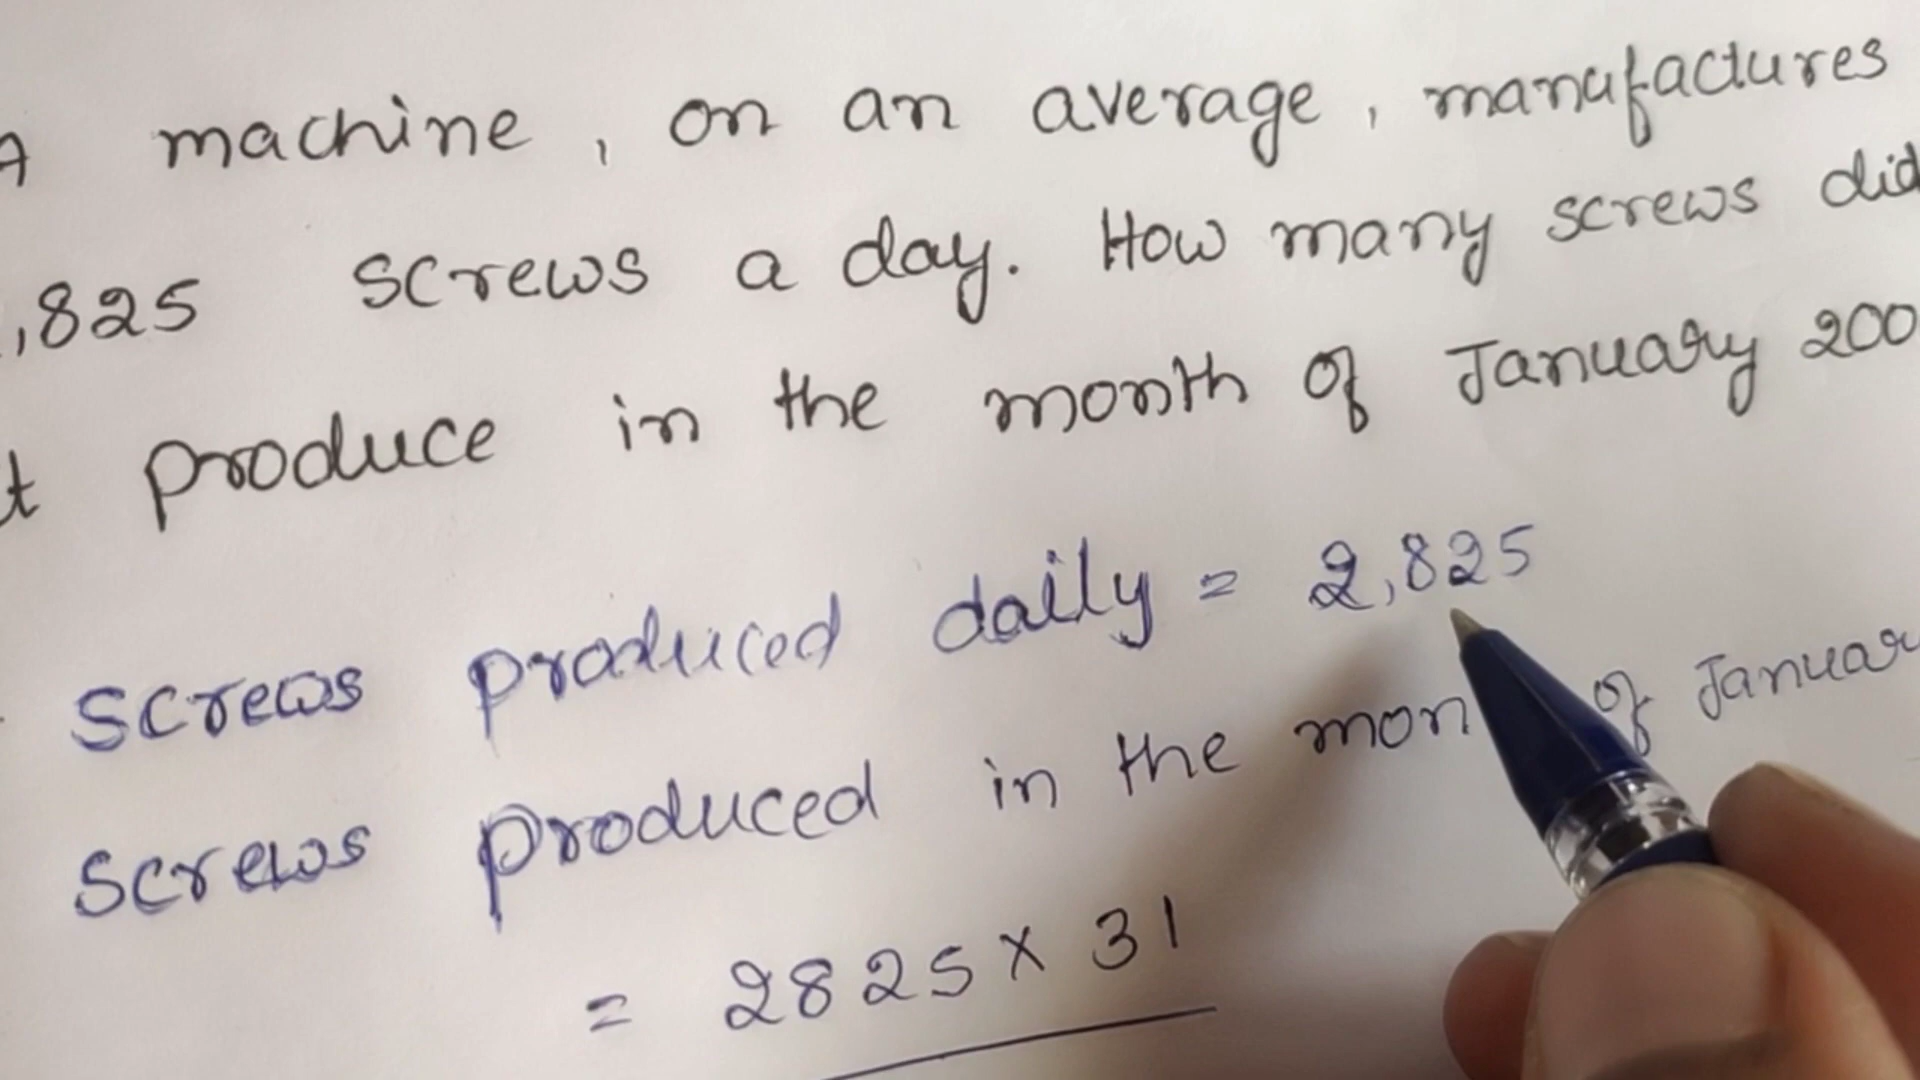 A machine, on an average, manufactures
,825 screws a day. How many screws did
t produce in the month of January 200
Screws produced daily = 2,825
Screws produced in the mon of Januar
= 2825 × 31